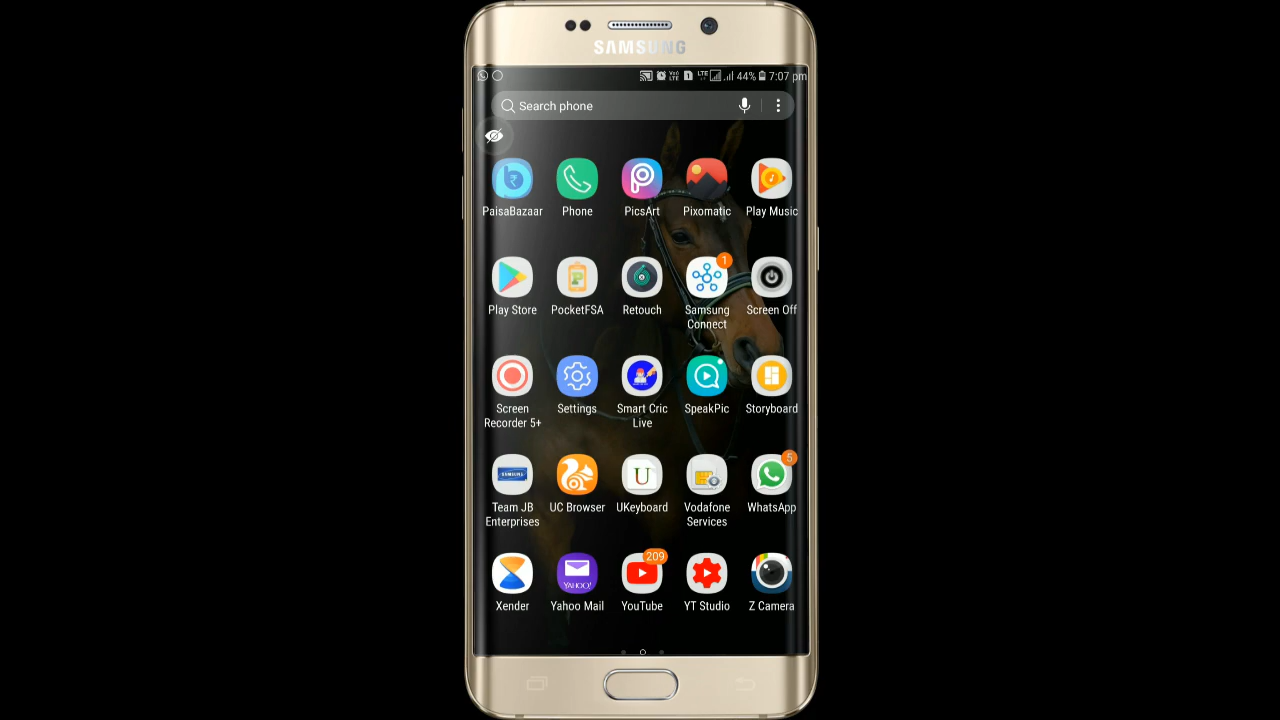 SAMSUNG
44% 7:07 pm
Search phone
PaisaBazaar Phone PicsArt Pixomatic Play Music
1
Play Store PocketFSA Retouch Samsung Connect Screen Off
Screen Recorder 5+ Settings Smart Cric Live SpeakPic Storyboard
SAMSUNG
U
5
Team JB Enterprises UC Browser UKeyboard Vodafone Services WhatsApp
YAHOO!
209
Xender Yahoo Mail YouTube YT Studio Z Camera